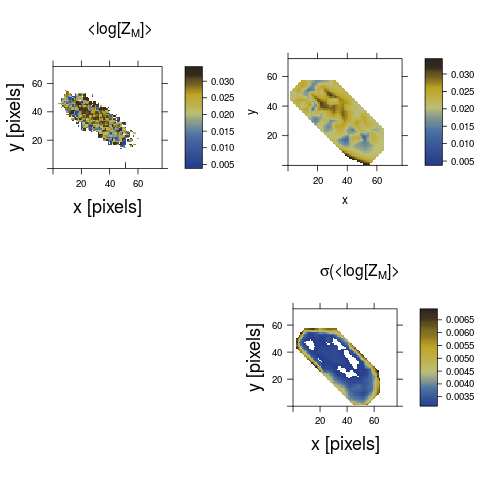 <log[Z_M]>
60
40
20
20 40 60
y [pixels]
x [pixels]
0.030
0.025
0.020
0.015
0.010
0.005
60
40
20
20 40 60
y
x
0.030
0.025
0.020
0.015
0.010
0.005
σ(<log[Z_M]>
60
40
20
20 40 60
y [pixels]
x [pixels]
0.0065
0.0060
0.0055
0.0050
0.0045
0.0040
0.0035